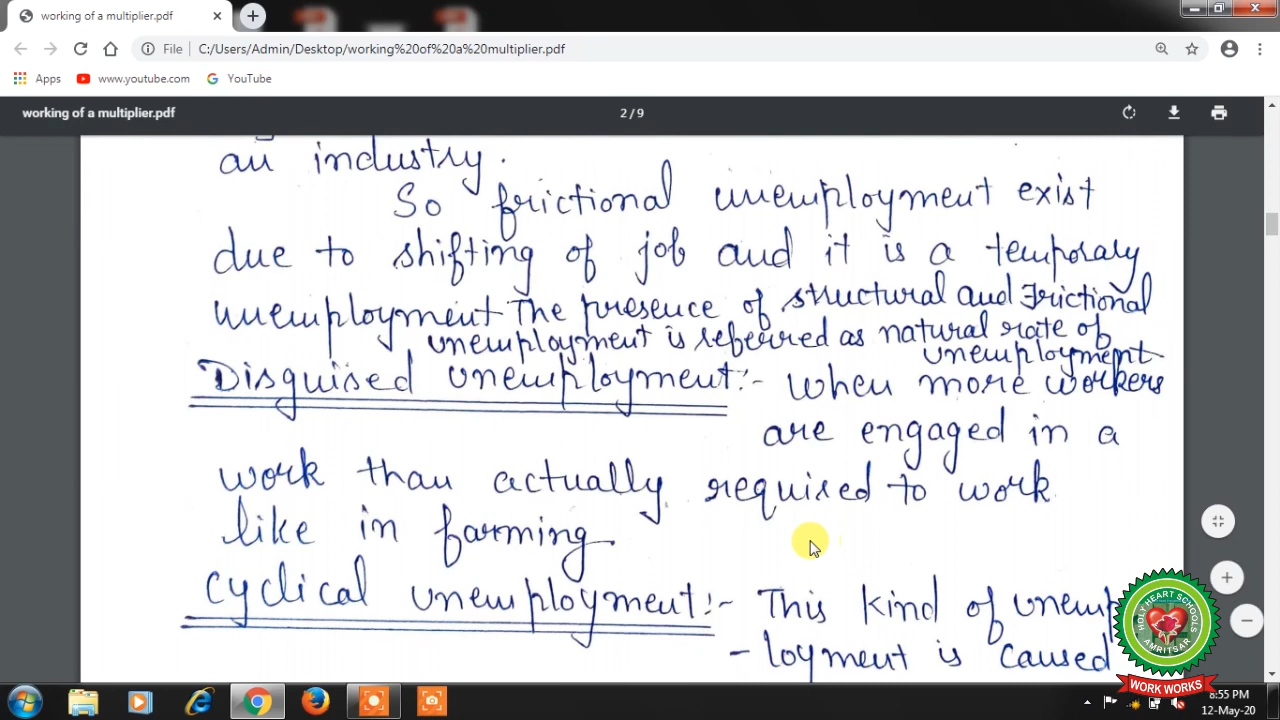 working of a multiplier.pdf
File
C:/Users/Admin/Desktop/working%20of%20a%20multiplier.pdf
Apps
www.youtube.com
YouTube
working of a multiplier.pdf
2 / 9
an industry.
So frictional unemployment exist
due to shifting of job and it is a temporary
unemployment The presence of structural and Frictional
unemployment is referred as natural rate of
unemployment
Disguised unemployment:- When more workers
are engaged in a
work than actually required to work
like in farming
Cyclical unemployment:- This kind of unemp
- loyment is caused
HOLY HEART SCHOOLS
AMRITSAR
WORK WORKS
8:55 PM
12-May-20